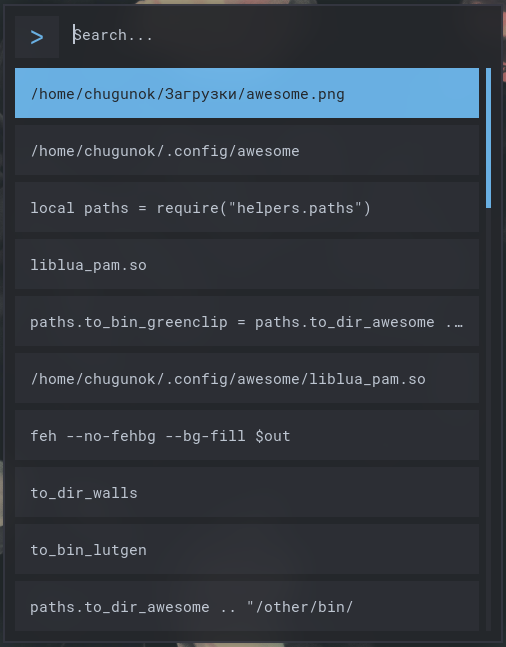 > Search...
/home/chugunok/Загрузки/awesome.png
/home/chugunok/.config/awesome
local paths = require("helpers.paths")
liblua_pam.so
paths.to_bin_greenclip = paths.to_dir_awesome .…
/home/chugunok/.config/awesome/liblua_pam.so
feh --no-fehbg --bg-fill $out
to_dir_walls
to_bin_lutgen
paths.to_dir_awesome .. "/other/bin/